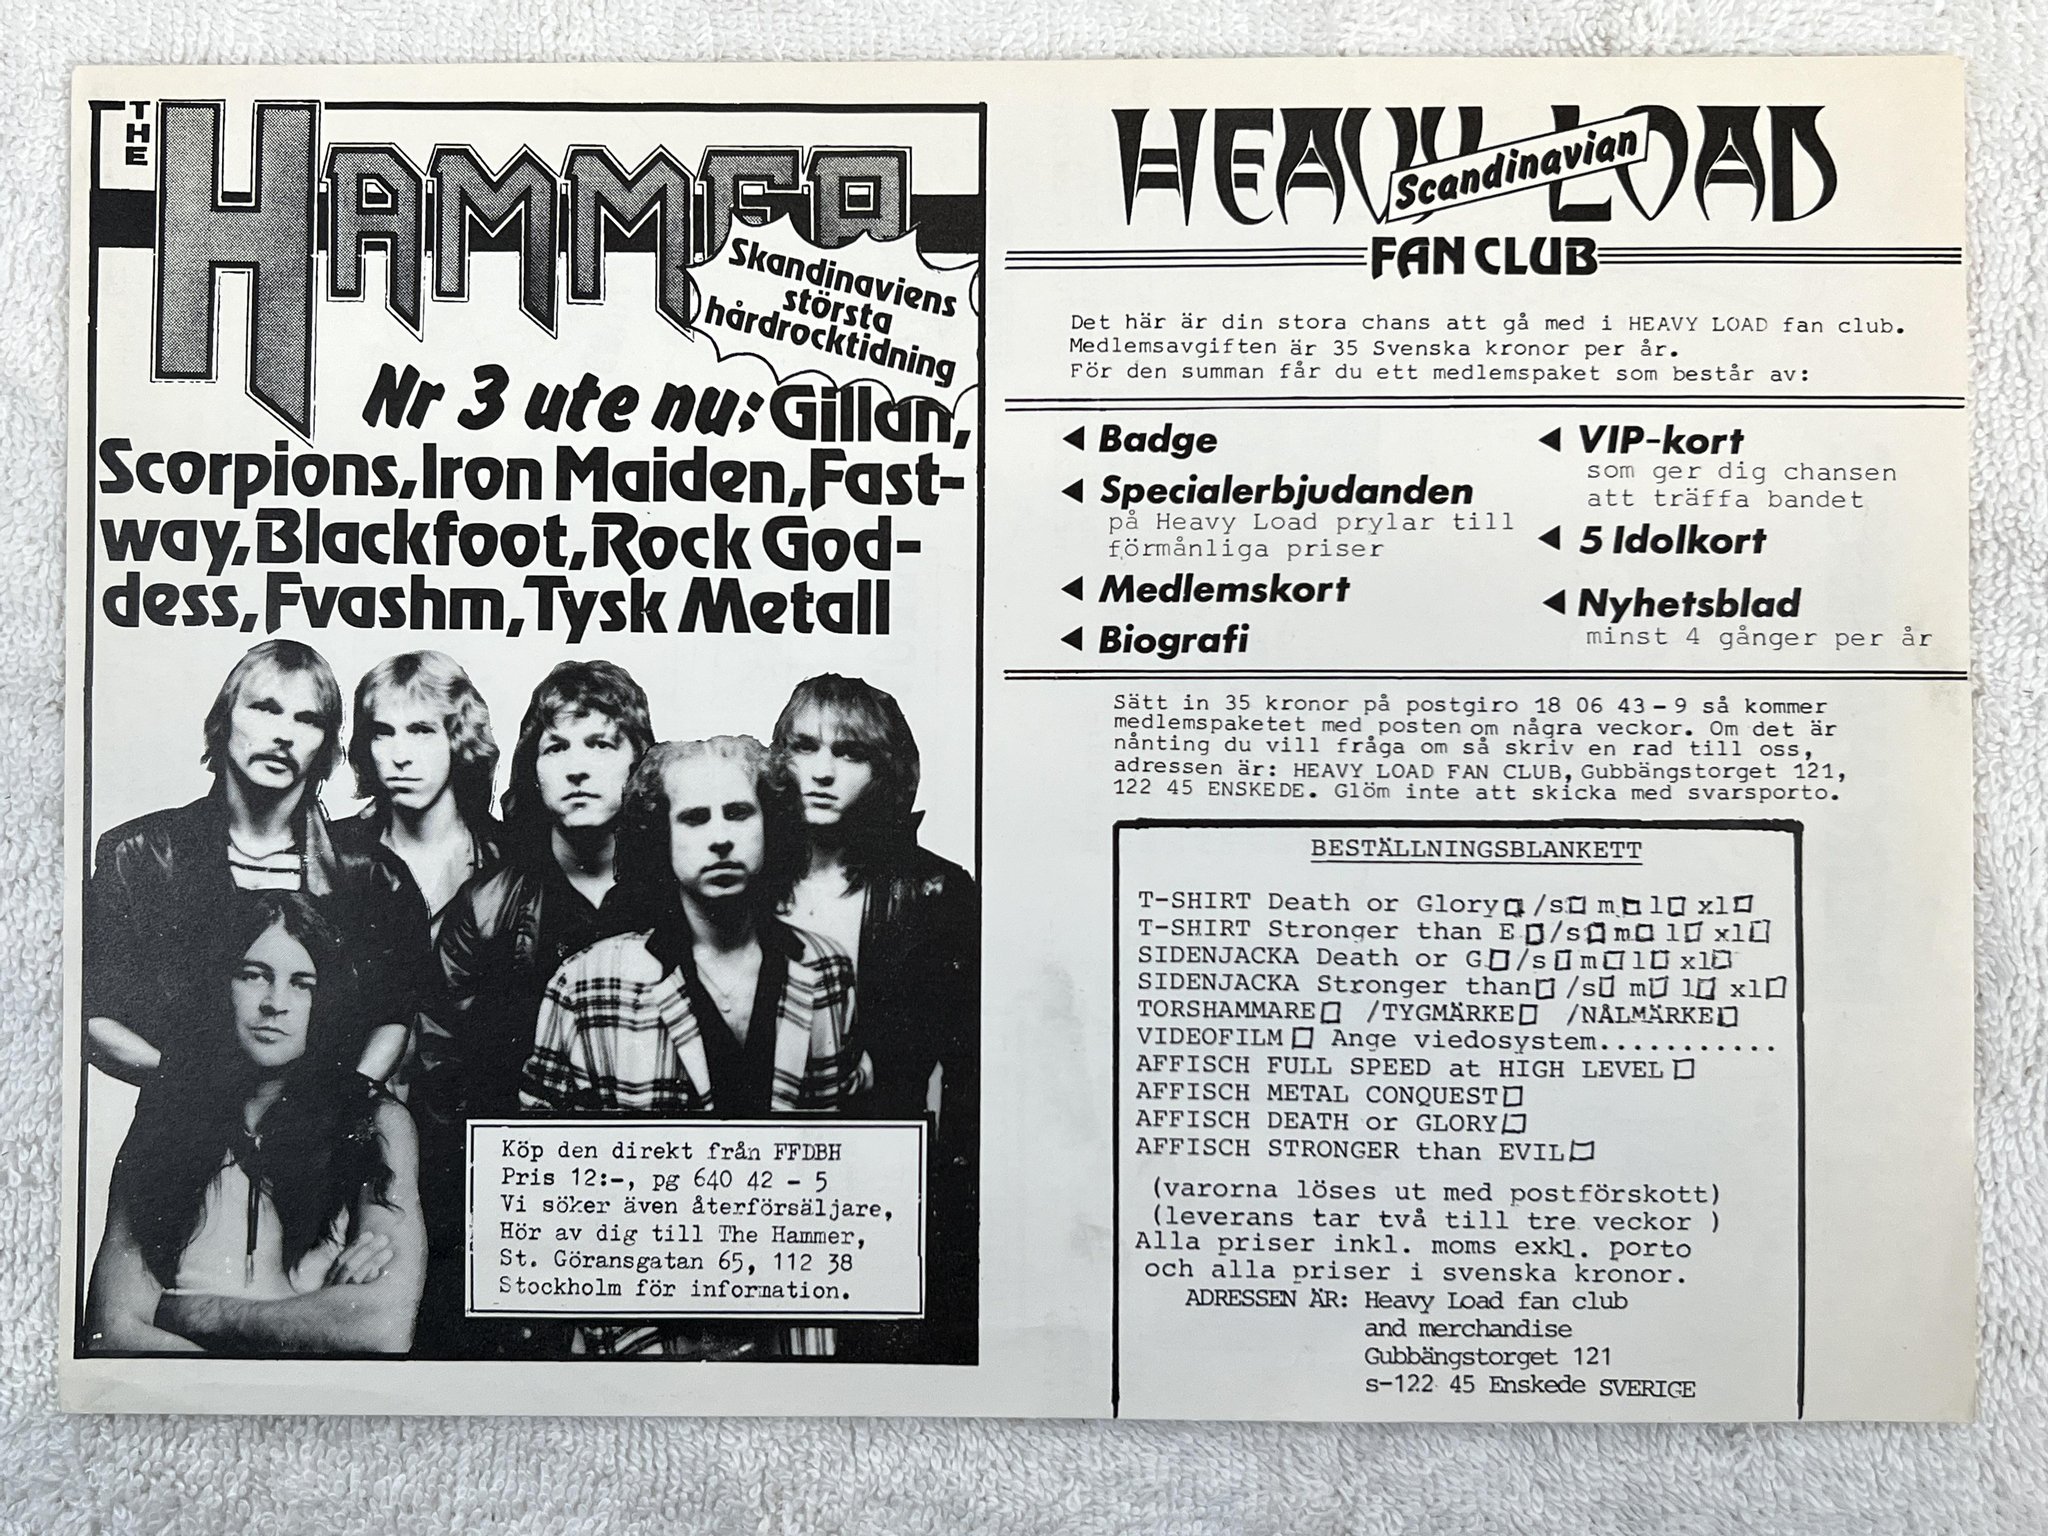 THE HAMMER
Skandinaviens
största
hårdrocktidning
Nr 3 ute nu: Gillan,
Scorpions, Iron Maiden, Fast-
way, Blackfoot, Rock God-
dess, Fvashm, Tysk Metall
Köp den direkt från FFDBH
Pris 12:-, pg 640 42 - 5
Vi söker även återförsäljare,
Hör av dig till The Hammer,
St. Göransgatan 65, 112 38
Stockholm för information.
HEAVY LOAD
Scandinavian
FAN CLUB
Det här är din stora chans att gå med i HEAVY LOAD fan club.
Medlemsavgiften är 35 Svenska kronor per år.
För den summan får du ett medlemspaket som består av:
Badge
Specialerbjudanden
på Heavy Load prylar till
förmånliga priser
Medlemskort
Biografi
VIP-kort
som ger dig chansen
att träffa bandet
5 Idolkort
Nyhetsblad
minst 4 gånger per år
Sätt in 35 kronor på postgiro 18 06 43 - 9 så kommer
medlemspaketet med posten om några veckor. Om det är
nånting du vill fråga om så skriv en rad till oss,
adressen är: HEAVY LOAD FAN CLUB, Gubbängstorget 121,
122 45 ENSKEDE. Glöm inte att skicka med svarsporto.
BESTÄLLNINGSBLANKETT
T-SHIRT Death or Glory □ /s□ m□ l□ xl□
T-SHIRT Stronger than E □/s□ m□ l□ xl□
SIDENJACKA Death or G□/s□ m□ l□ xl□
SIDENJACKA Stronger than□ /s□ m□ l□ xl□
TORSHAMMARE□ /TYGMÄRKE□ /NÅLMÄRKE□
VIDEOFILM□ Ange viedosystem...........
AFFISCH FULL SPEED at HIGH LEVEL□
AFFISCH METAL CONQUEST□
AFFISCH DEATH or GLORY□
AFFISCH STRONGER than EVIL□
(varorna löses ut med postförskott)
(leverans tar två till tre veckor )
Alla priser inkl. moms exkl. porto
och alla priser i svenska kronor.
ADRESSEN ÄR: Heavy Load fan club
and merchandise
Gubbängstorget 121
s-122 45 Enskede SVERIGE